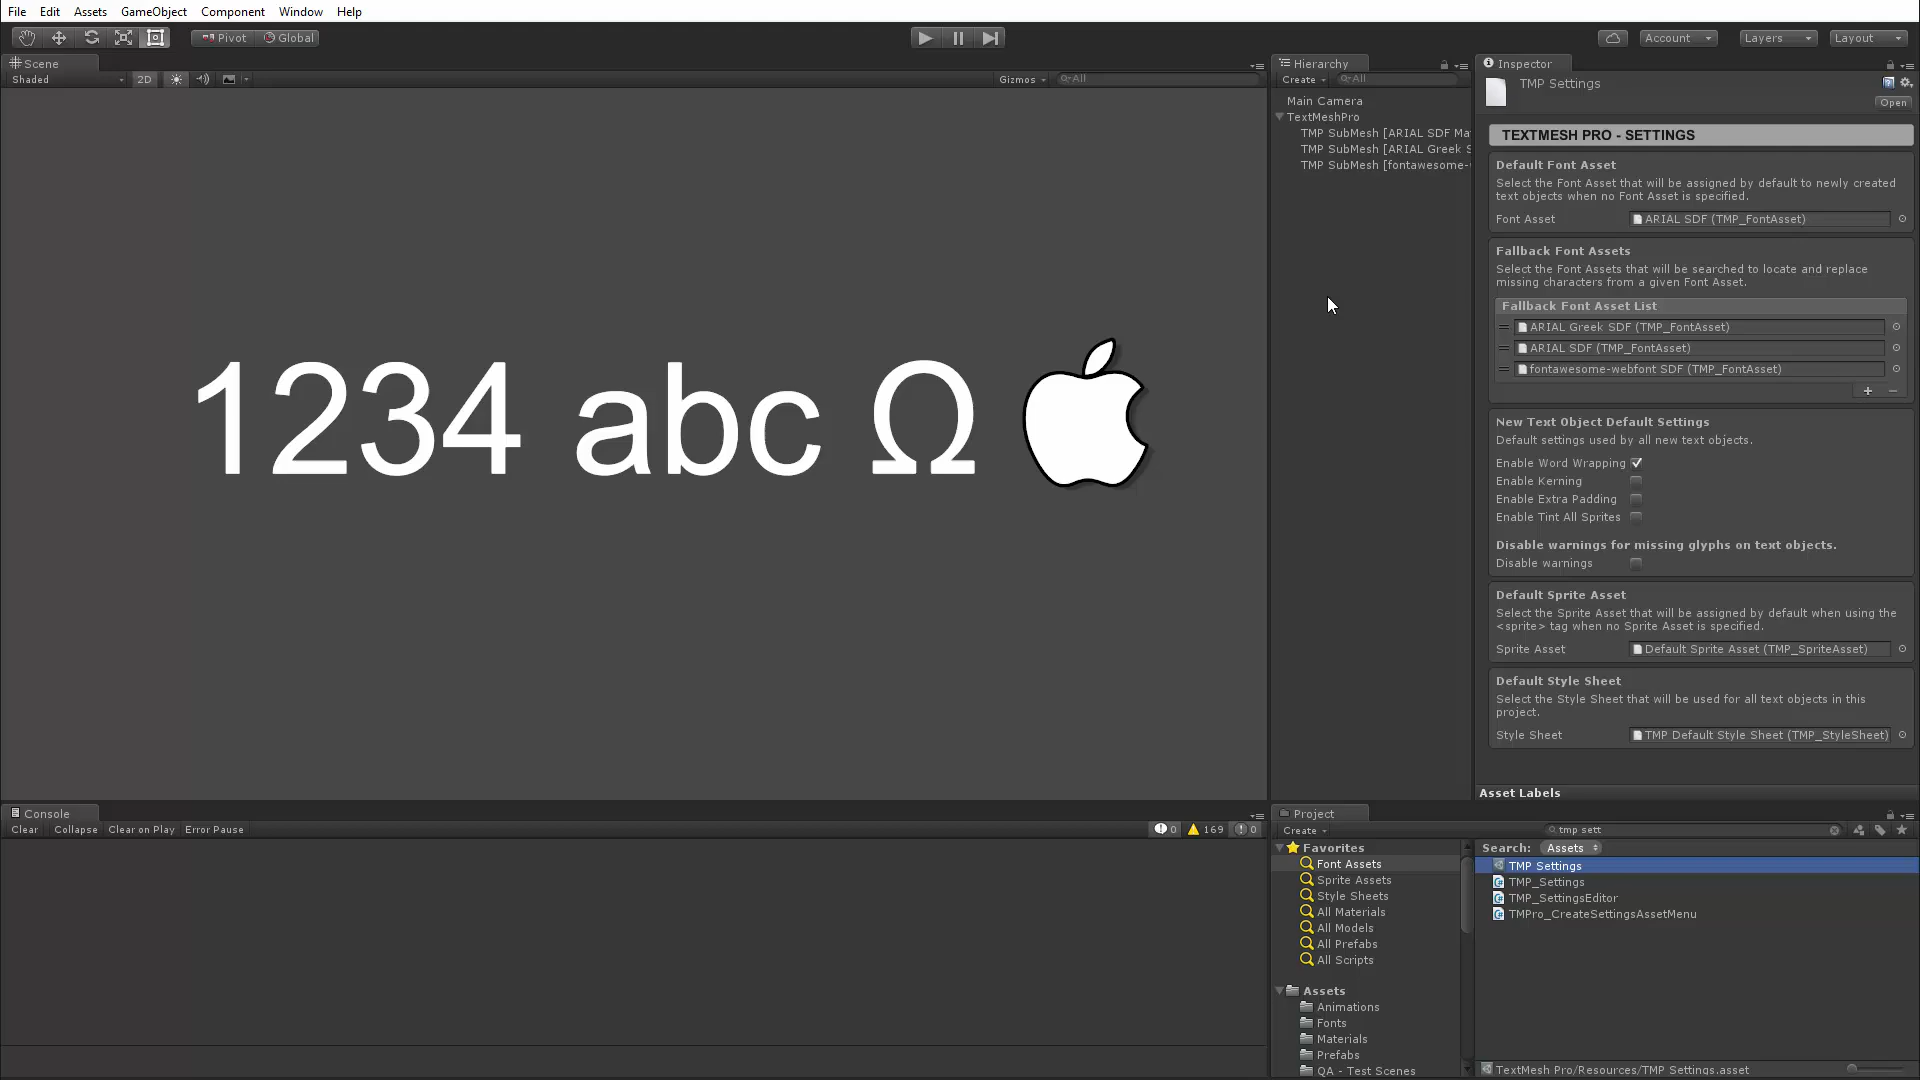 File Edit Assets GameObject Component Window Help
Pivot Global Account Layers Layout
Scene
Shaded 2D Gizmos All
1234 abc Ω
Hierarchy
Create All
Main Camera
TextMeshPro
TMP SubMesh [ARIAL SDF Ma
TMP SubMesh [ARIAL Greek S
TMP SubMesh [fontawesome-
Inspector
TMP Settings
Open
TEXTMESH PRO - SETTINGS
Default Font Asset
Select the Font Asset that will be assigned by default to newly created
text objects when no Font Asset is specified.
Font Asset ARIAL SDF (TMP_FontAsset)
Fallback Font Assets
Select the Font Assets that will be searched to locate and replace
missing characters from a given Font Asset.
Fallback Font Asset List
ARIAL Greek SDF (TMP_FontAsset)
ARIAL SDF (TMP_FontAsset)
fontawesome-webfont SDF (TMP_FontAsset)
+ −
New Text Object Default Settings
Default settings used by all new text objects.
Enable Word Wrapping
Enable Kerning
Enable Extra Padding
Enable Tint All Sprites
Disable warnings for missing glyphs on text objects.
Disable warnings
Default Sprite Asset
Select the Sprite Asset that will be assigned by default when using the
<sprite> tag when no Sprite Asset is specified.
Sprite Asset Default Sprite Asset (TMP_SpriteAsset)
Default Style Sheet
Select the Style Sheet that will be used for all text objects in this
project.
Style Sheet TMP Default Style Sheet (TMP_StyleSheet)
Asset Labels
Console
Clear Collapse Clear on Play Error Pause 0 169 0
Project
Create tmp sett
Favorites
Font Assets
Sprite Assets
Style Sheets
All Materials
All Models
All Prefabs
All Scripts
Assets
Animations
Fonts
Materials
Prefabs
QA - Test Scenes
Search: Assets
TMP Settings
TMP_Settings
TMP_SettingsEditor
TMPro_CreateSettingsAssetMenu
TextMesh Pro/Resources/TMP Settings.asset